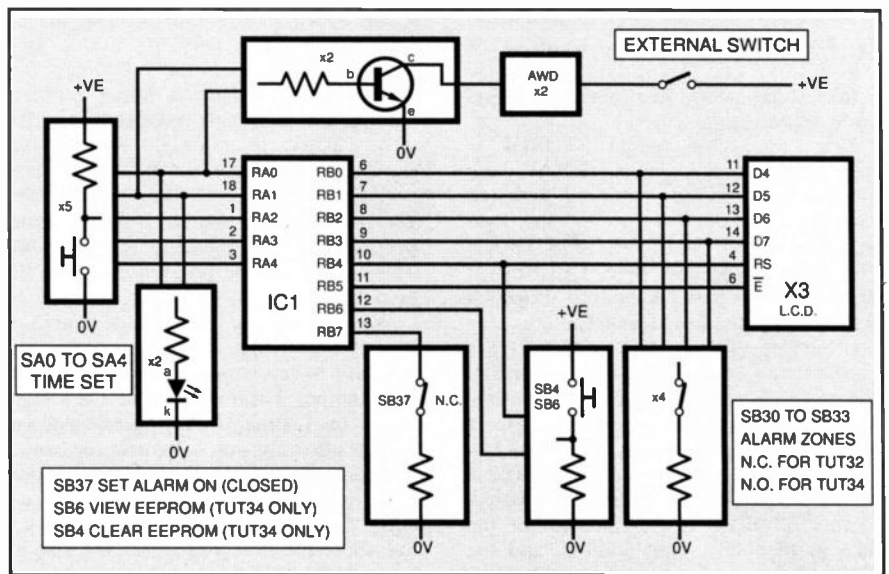 x2
b
c
e
0V
AWD
x2
EXTERNAL SWITCH
+VE
+VE
x5
0V
17
18
1
2
3
RA0
RA1
RA2
RA3
RA4
IC1
RB0
RB1
RB2
RB3
RB4
RB5
RB6
RB7
6
7
8
9
10
11
12
13
11
12
13
14
4
6
D4
D5
D6
D7
RS
E
X3
L.C.D.
SA0 TO SA4
TIME SET
x2
a
k
0V
SB37
N.C.
0V
+VE
SB4
SB6
0V
x4
0V
SB30 TO SB33
ALARM ZONES
N.C. FOR TUT32
N.O. FOR TUT34
SB37 SET ALARM ON (CLOSED)
SB6 VIEW EEPROM (TUT34 ONLY)
SB4 CLEAR EEPROM (TUT34 ONLY)